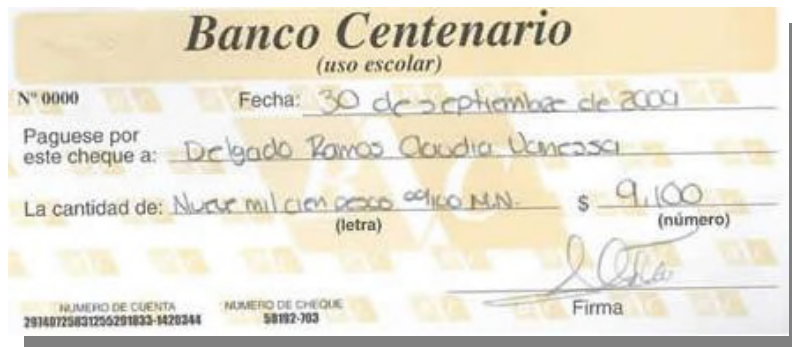 Banco Centenario
(uso escolar)
Nº 0000 Fecha: 30 de septiembre de 2009
Paguese por
este cheque a: Delgado Ramos Claudia Vanessa
La cantidad de: Nueve mil cien pesos 00/100 M.N. $ 9,100
(letra) (número)
Firma
NUMERO DE CUENTA NUMERO DE CHEQUE
29140725831255291833-1420344 58192-703